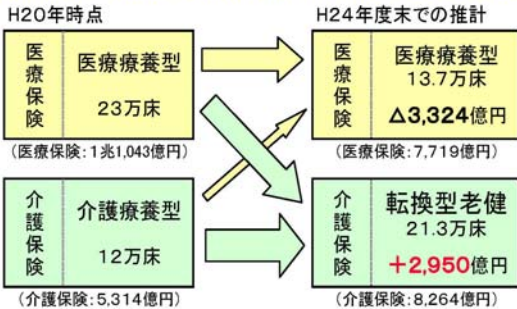 H20年時点
H24年度末での推計
医療保険
医療療養型
23万床
(医療保険:1兆1,043億円)
医療保険
医療療養型
13.7万床
△3,324億円
(医療保険:7,719億円)
介護保険
介護療養型
12万床
(介護保険:5,314億円)
介護保険
転換型老健
21.3万床
+2,950億円
(介護保険:8,264億円)